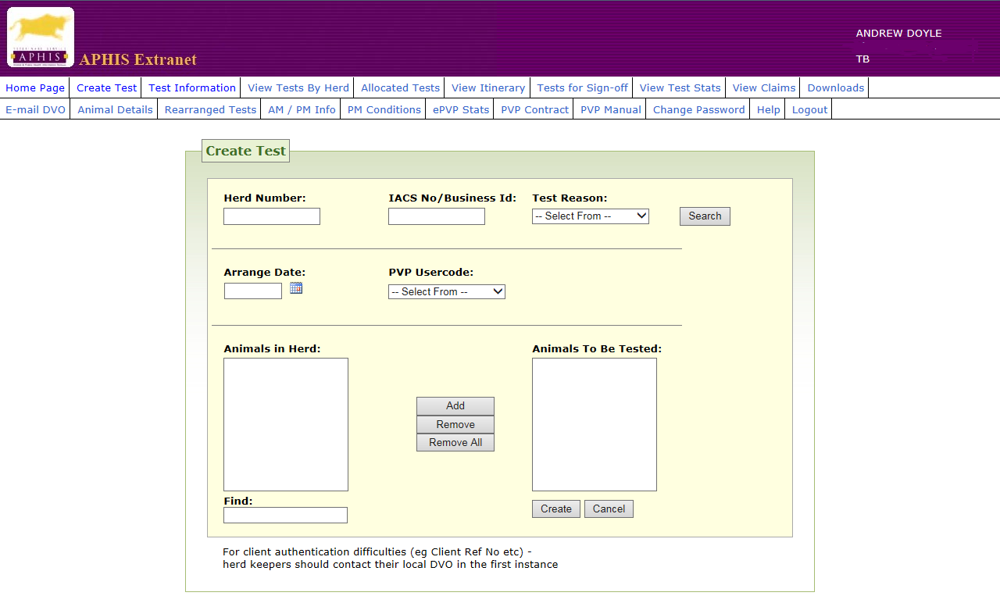 APHIS
APHIS Extranet
ANDREW DOYLE
TB
Home Page Create Test Test Information View Tests By Herd Allocated Tests View Itinerary Tests for Sign-off View Test Stats View Claims Downloads
E-mail DVO Animal Details Rearranged Tests AM / PM Info PM Conditions ePVP Stats PVP Contract PVP Manual Change Password Help Logout
Create Test
Herd Number: IACS No/Business Id: Test Reason:
-- Select From -- Search
Arrange Date: PVP Usercode:
-- Select From --
Animals in Herd: Animals To Be Tested:
Add
Remove
Remove All
Find:
Create Cancel
For client authentication difficulties (eg Client Ref No etc) -
herd keepers should contact their local DVO in the first instance